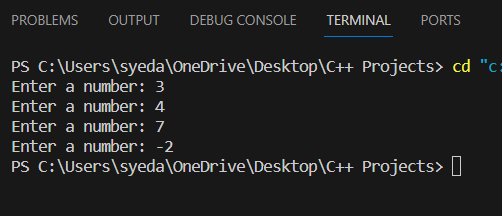 PROBLEMS OUTPUT DEBUG CONSOLE TERMINAL PORTS
PS C:\Users\syeda\OneDrive\Desktop\C++ Projects> cd "c:
Enter a number: 3
Enter a number: 4
Enter a number: 7
Enter a number: -2
PS C:\Users\syeda\OneDrive\Desktop\C++ Projects>